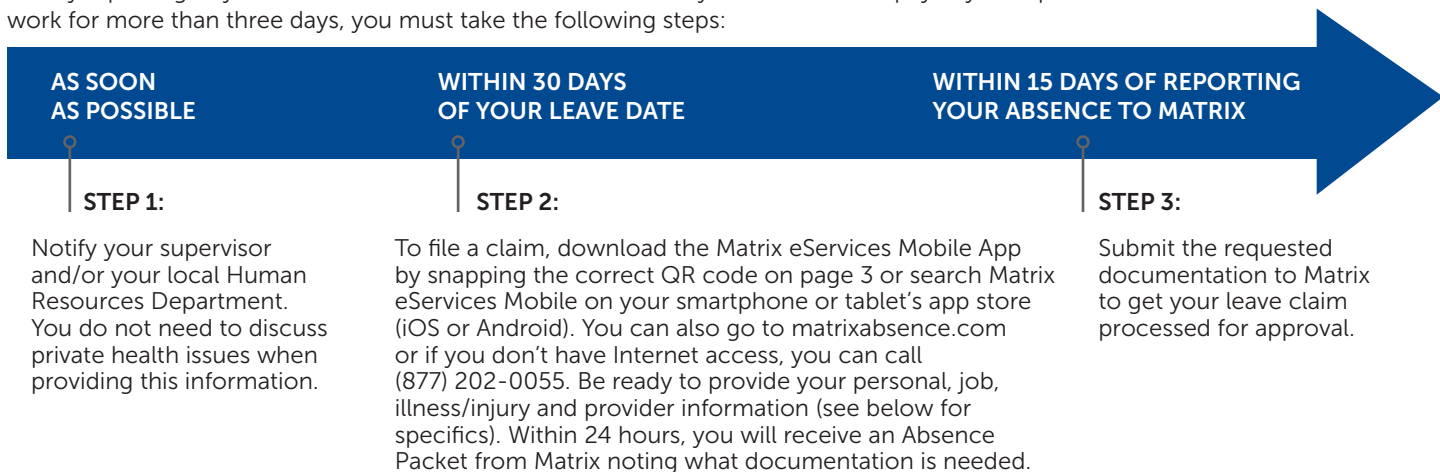 work for more than three days, you must take the following steps:
AS SOON
AS POSSIBLE
WITHIN 30 DAYS
OF YOUR LEAVE DATE
WITHIN 15 DAYS OF REPORTING
YOUR ABSENCE TO MATRIX
STEP 1:
Notify your supervisor
and/or your local Human
Resources Department.
You do not need to discuss
private health issues when
providing this information.
STEP 2:
To file a claim, download the Matrix eServices Mobile App
by snapping the correct QR code on page 3 or search Matrix
eServices Mobile on your smartphone or tablet's app store
(iOS or Android). You can also go to matrixabsence.com
or if you don't have Internet access, you can call
(877) 202-0055. Be ready to provide your personal, job,
illness/injury and provider information (see below for
specifics). Within 24 hours, you will receive an Absence
Packet from Matrix noting what documentation is needed.
STEP 3:
Submit the requested
documentation to Matrix
to get your leave claim
processed for approval.